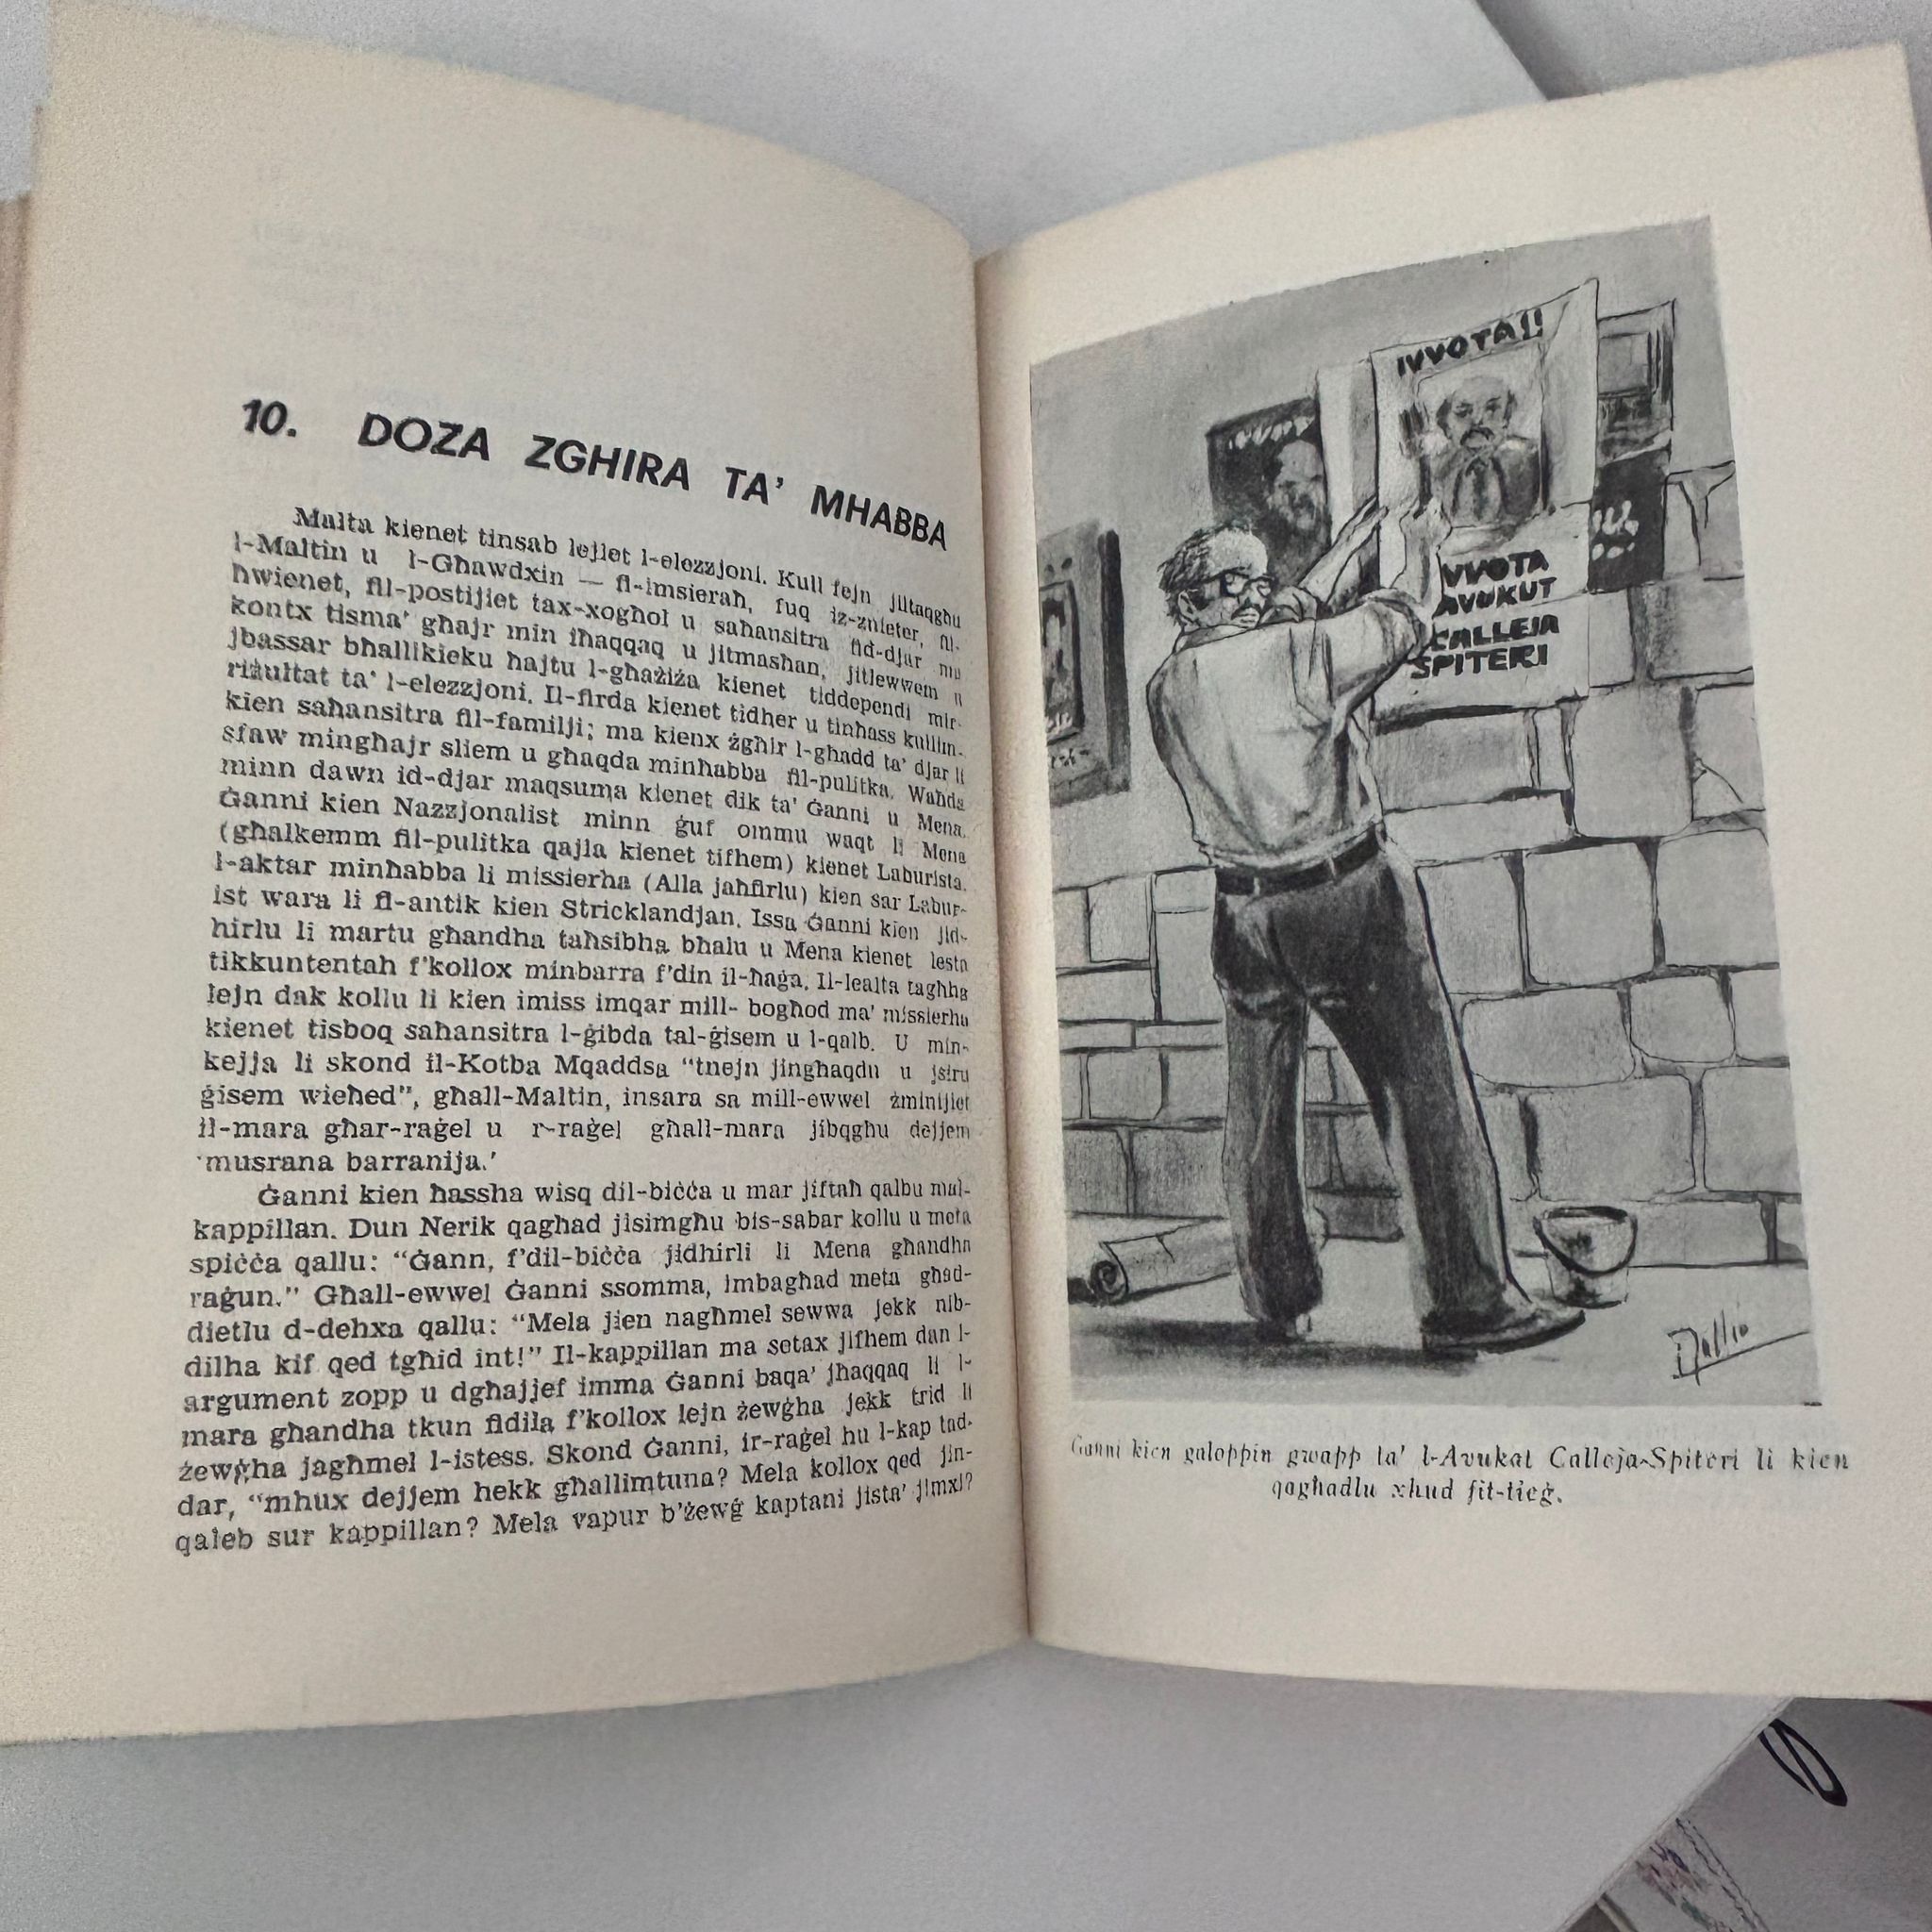 10. DOZA ZGHIRA TA' MHABBA
Malta kienet tinsab lejlet l-elezzjoni. Kull fejn jiltaqgħu
l-Maltin u l-Għawdxin — fl-imsieraħ, fuq iz-znieter, fil-
ħwienet, fil-postijiet tax-xogħol u saħansitra fid-djar ma
kontx tisma' għajr min iħaqqaq u jitmashan, jitlewwem u
jbassar bħallikieku ħajtu l-għażiża kienet tiddependi mir-
riżultat ta' l-elezzjoni. Il-firda kienet tidher u tinħass kullim-
kien saħansitra fil-familji; ma kienx żgħir l-għadd ta' djar li
sfaw mingħajr sliem u għaqda minħabba fil-pulitka. Waħda
minn dawn id-djar maqsuma kienet dik ta' Ġanni u Mena.
Ġanni kien Nazzjonalist minn ġuf ommu waqt li Mena
(għalkemm fil-pulitka qajla kienet tifhem) kienet Laburista,
l-aktar minħabba li missierha (Alla jaħfirlu) kien sar Labur-
ist wara li fl-antik kien Stricklandjan. Issa Ġanni kien jid-
hirlu li martu għandha taħsibha bħalu u Mena kienet lesta
tikkuntentah f'kollox minbarra f'din il-ħaġa. Il-lealta tagħha
lejn dak kollu li kien imiss imqar mill- bogħod ma' missierha
kienet tisboq saħansitra l-ġibda tal-ġisem u l-qalb. U min-
kejja li skond il-Kotba Mqaddsa "tnejn jingħaqdu u jsiru
ġisem wieħed", għall-Maltin, insara sa mill-ewwel żminijiet
il-mara għar-raġel u r-raġel għall-mara jibqgħu dejjem
'musrana barranija.'
Ġanni kien ħassha wisq dil-biċċa u mar jiftaħ qalbu mal-
kappillan. Dun Nerik qagħad jisimgħu bis-sabar kollu u meta
spiċċa qallu: "Ġann, f'dil-biċċa jidhirli li Mena għandha
raġun." Għall-ewwel Ġanni ssomma, imbagħad meta għad-
dietlu d-dehxa qallu: "Mela jien nagħmel sewwa jekk nib-
dilha kif qed tgħid int!" Il-kappillan ma setax jifhem dan l-
argument zopp u dgħajjef imma Ġanni baqa' jħaqqaq li l-
mara għandha tkun fidila f'kollox lejn żewġha jekk trid li
żewġha jagħmel l-istess. Skond Ġanni, ir-raġel hu l-kap tad-
dar, "mhux dejjem hekk għallimtuna? Mela kollox qed jin-
qaleb sur kappillan? Mela vapur b'żewġ kaptani jista' jimxi?
IVVOTA!!
VVOTA
AVUKUT
CALLEJA
SPITERI
Ġanni kien galoppin gwapp ta' l-Avukat Calleja-Spiteri li kien
qagħadlu xhud fit-tieġ.